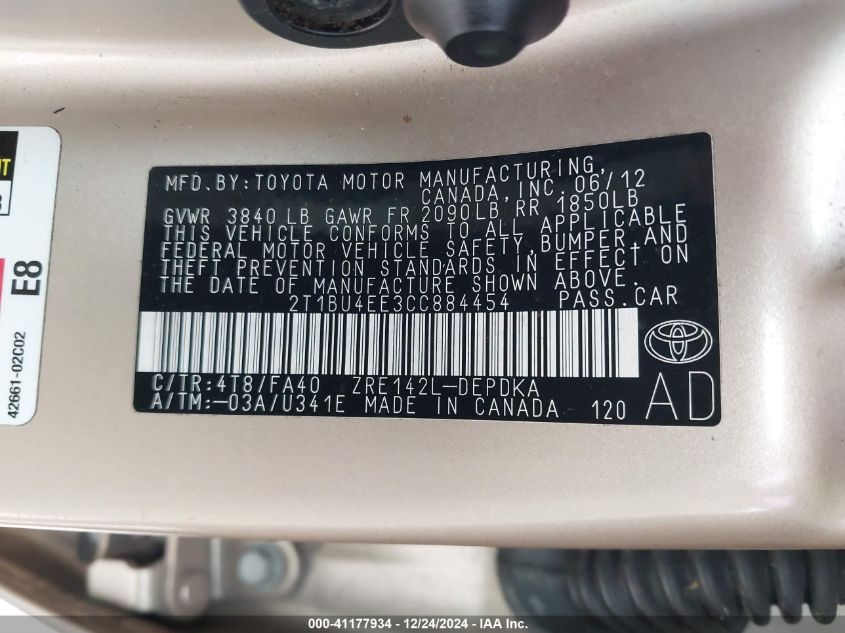 MFD.BY:TOYOTA MOTOR MANUFACTURING,
CANADA, INC. 06/12
GVWR 3840 LB GAWR FR 2090LB RR 1850LB
THIS VEHICLE CONFORMS TO ALL APPLICABLE
FEDERAL MOTOR VEHICLE SAFETY, BUMPER, AND
THEFT PREVENTION STANDARDS IN EFFECT ON
THE DATE OF MANUFACTURE SHOWN ABOVE.
2T1BU4EE3CC884454 PASS.CAR
C/TR:4T8/FA40 ZRE142L-DEPDKA
A/TM:-03A/U341E MADE IN CANADA 120
AD
E8
42661-02C02
000-41177934 - 12/24/2024 - IAA Inc.